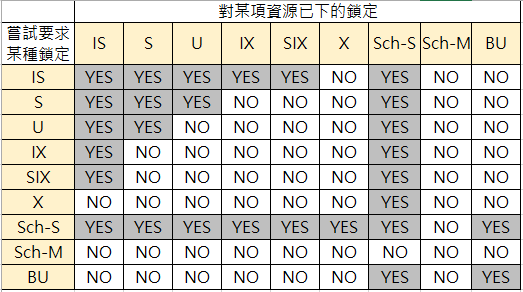 對某項資源已下的鎖定
嘗試要求
某種鎖定
IS S U IX SIX X Sch-S Sch-M BU
IS YES YES YES YES YES NO YES NO NO
S YES YES YES NO NO NO YES NO NO
U YES YES NO NO NO NO YES NO NO
IX YES NO NO NO NO NO YES NO NO
SIX YES NO NO NO NO NO YES NO NO
X NO NO NO NO NO NO YES NO NO
Sch-S YES YES YES YES YES YES YES NO YES
Sch-M NO NO NO NO NO NO NO NO NO
BU NO NO NO NO NO NO YES NO YES